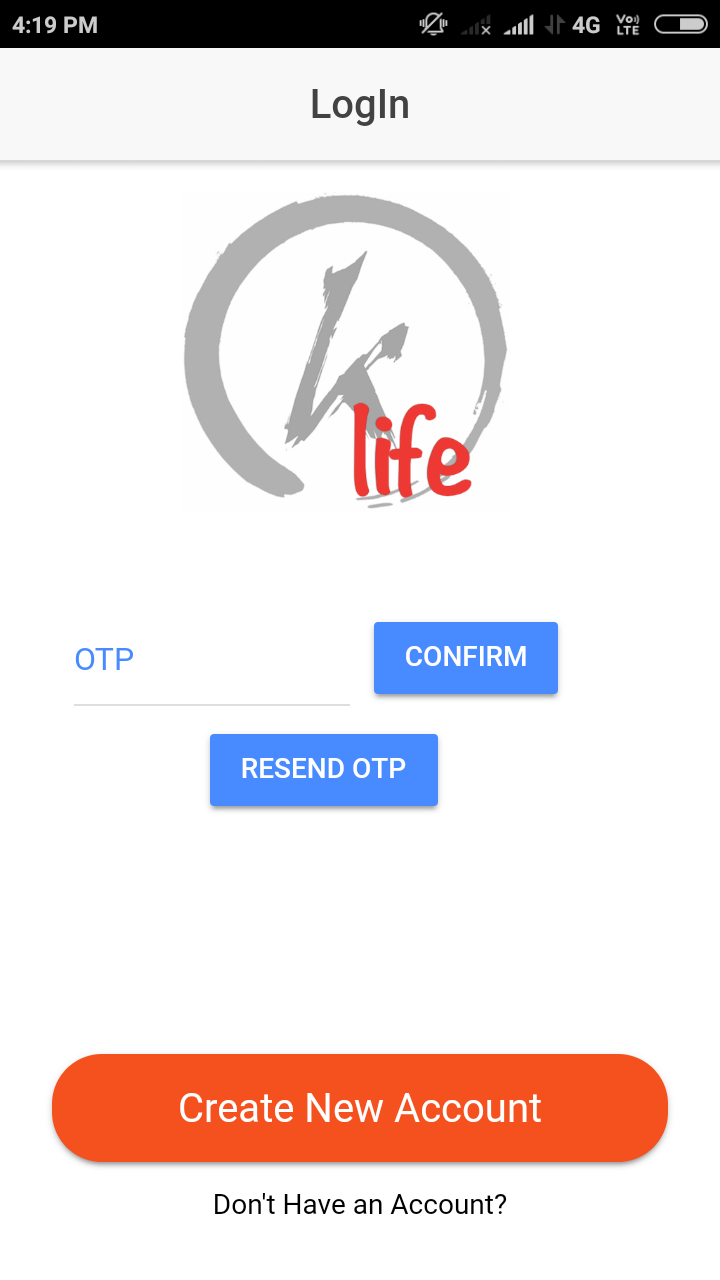 4:19 PM 4G Vo)) LTE
LogIn
k
life
OTP
CONFIRM
RESEND OTP
Create New Account
Don't Have an Account?